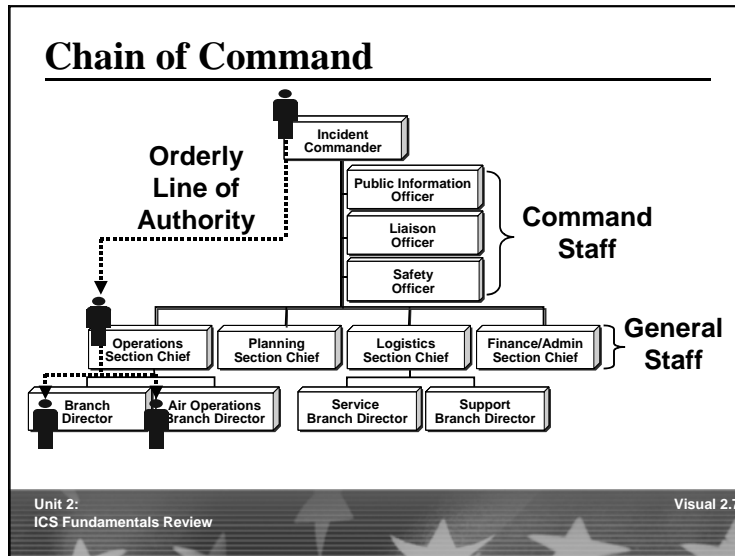 Chain of Command
Incident
Commander
Orderly
Line of
Authority
Public Information
Officer
Liaison
Officer
Safety
Officer
Command
Staff
Operations
Section Chief
Planning
Section Chief
Logistics
Section Chief
Finance/Admin
Section Chief
General
Staff
Branch
Director
Air Operations
Branch Director
Service
Branch Director
Support
Branch Director
Unit 2:
ICS Fundamentals Review
Visual 2.7